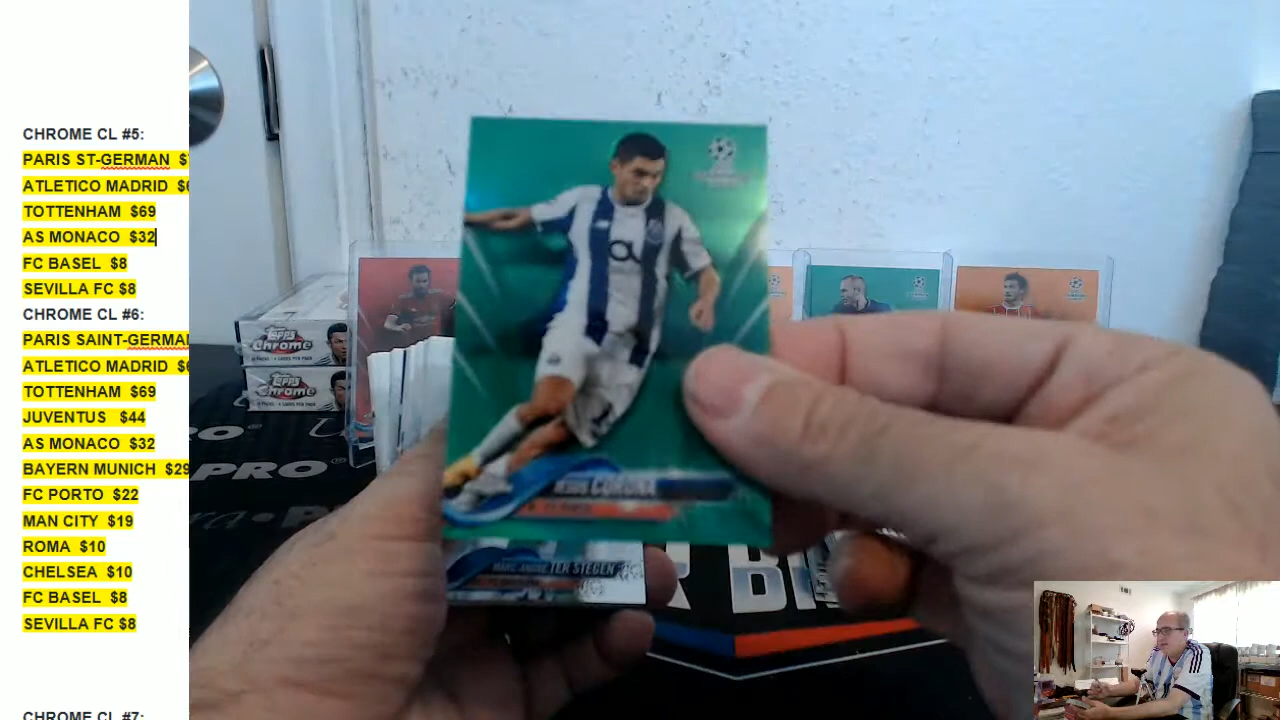 CHROME CL #5:
PARIS ST-GERMAN
ATLETICO MADRID
TOTTENHAM $69
AS MONACO $32
FC BASEL $8
SEVILLA FC $8
CHROME CL #6:
PARIS SAINT-GERMA
ATLETICO MADRID
TOTTENHAM $69
JUVENTUS $44
AS MONACO $32
BAYERN MUNICH $29
FC PORTO $22
MAN CITY $19
ROMA $10
CHELSEA $10
FC BASEL $8
SEVILLA FC $8
CHROME CL #7:
Topps
Chrome
Topps
Chrome
PRO
CORONA
MARC-ANDRÉ TER STEGEN